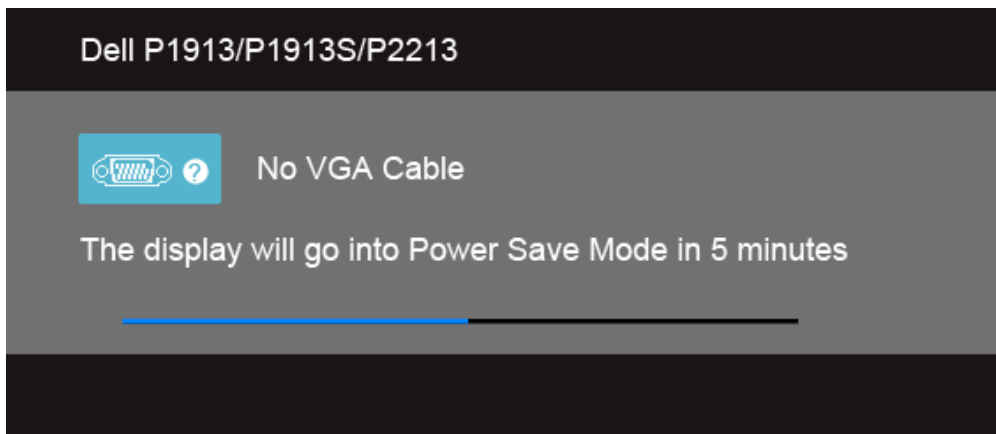 Dell P1913/P1913S/P2213
?
No VGA Cable
The display will go into Power Save Mode in 5 minutes